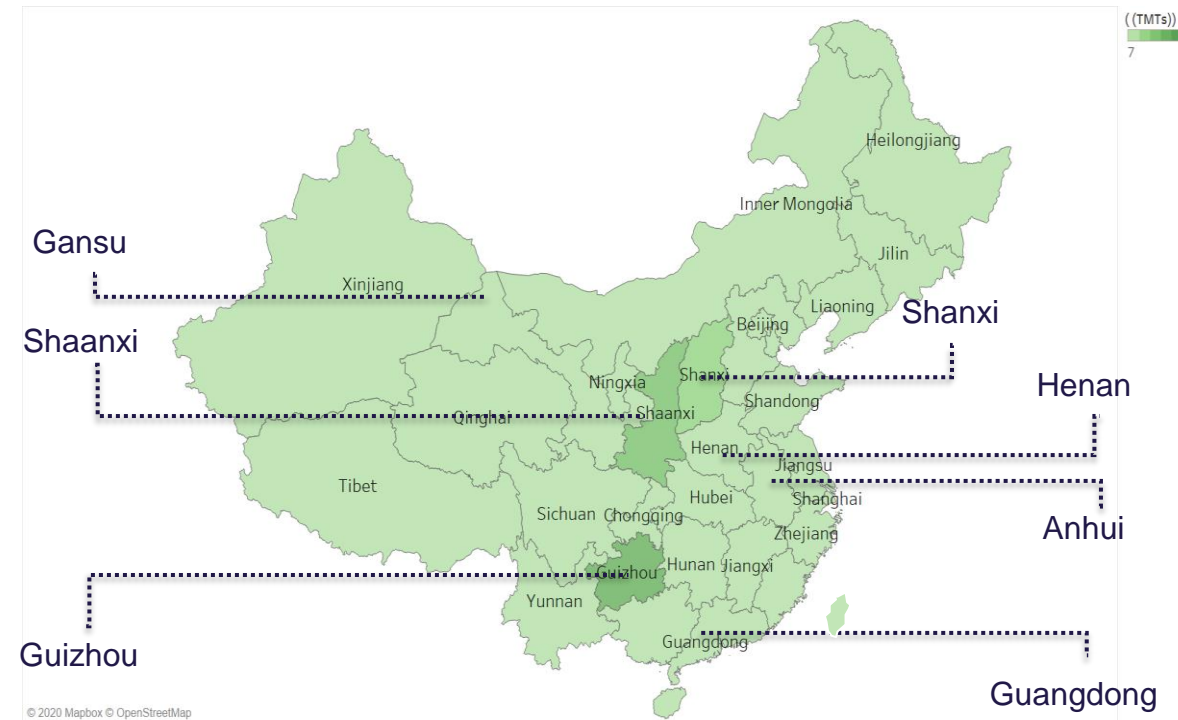 ((TMTs))
7
Heilongjiang
Inner Mongolia
Gansu
Jilin
Xinjiang
Liaoning
Shanxi
Beijing
Shaanxi
Shanxi
Ningxia
Henan
Shandong
Shaanxi
Qinghai
Henan
Jiangsu
Tibet
Shanghai
Hubei
Sichuan
Chongqing
Anhui
Zhejiang
Hunan
Jiangxi
Guizhou
Yunnan
Guangdong
Guizhou
Guangdong
© 2020 Mapbox © OpenStreetMap